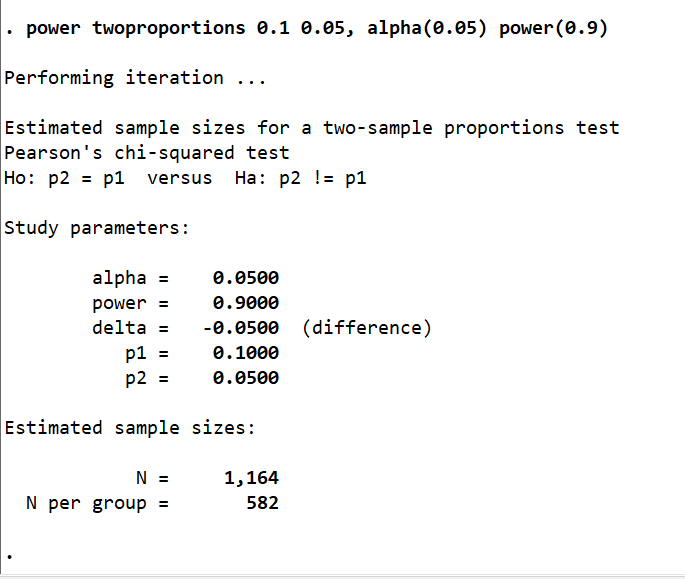 . power twoproportions 0.1 0.05, alpha(0.05) power(0.9)
Performing iteration ...
Estimated sample sizes for a two-sample proportions test
Pearson's chi-squared test
Ho: p2 = p1  versus  Ha: p2 != p1
Study parameters:
alpha = 0.0500
power = 0.9000
delta = -0.0500 (difference)
p1 = 0.1000
p2 = 0.0500
Estimated sample sizes:
N = 1,164
N per group = 582
.